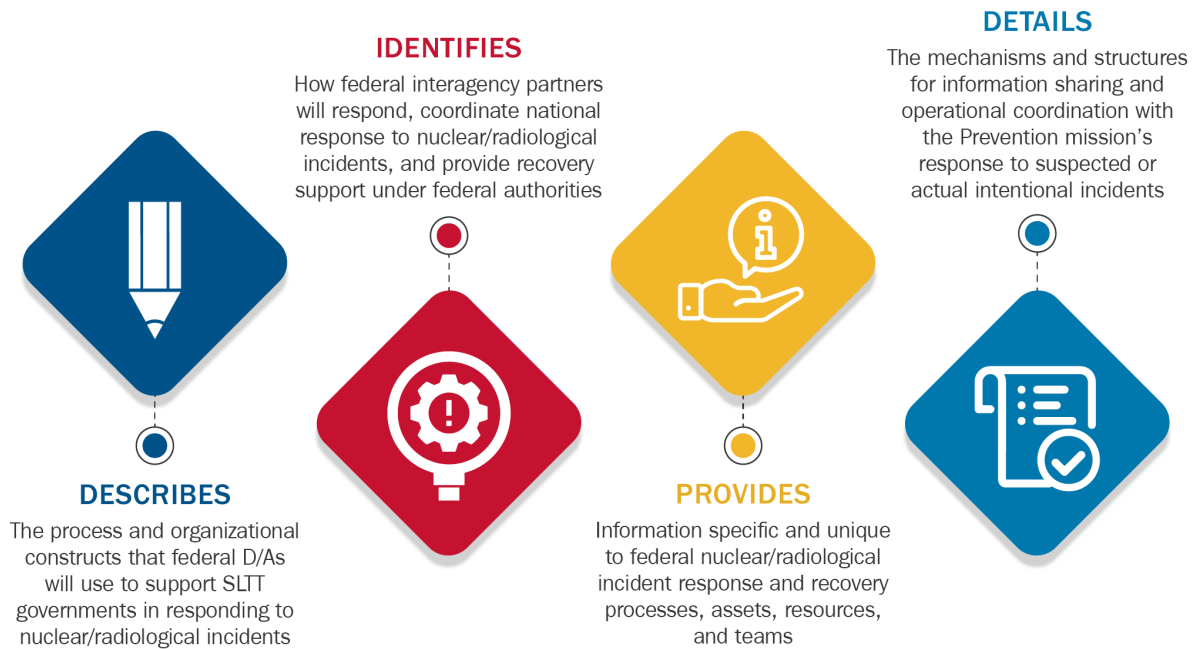 DESCRIBES
The process and organizational
constructs that federal D/As
will use to support SLTT
governments in responding to
nuclear/radiological incidents
IDENTIFIES
How federal interagency partners
will respond, coordinate national
response to nuclear/radiological
incidents, and provide recovery
support under federal authorities
PROVIDES
Information specific and unique
to federal nuclear/radiological
incident response and recovery
processes, assets, resources,
and teams
DETAILS
The mechanisms and structures
for information sharing and
operational coordination with
the Prevention mission’s
response to suspected or
actual intentional incidents